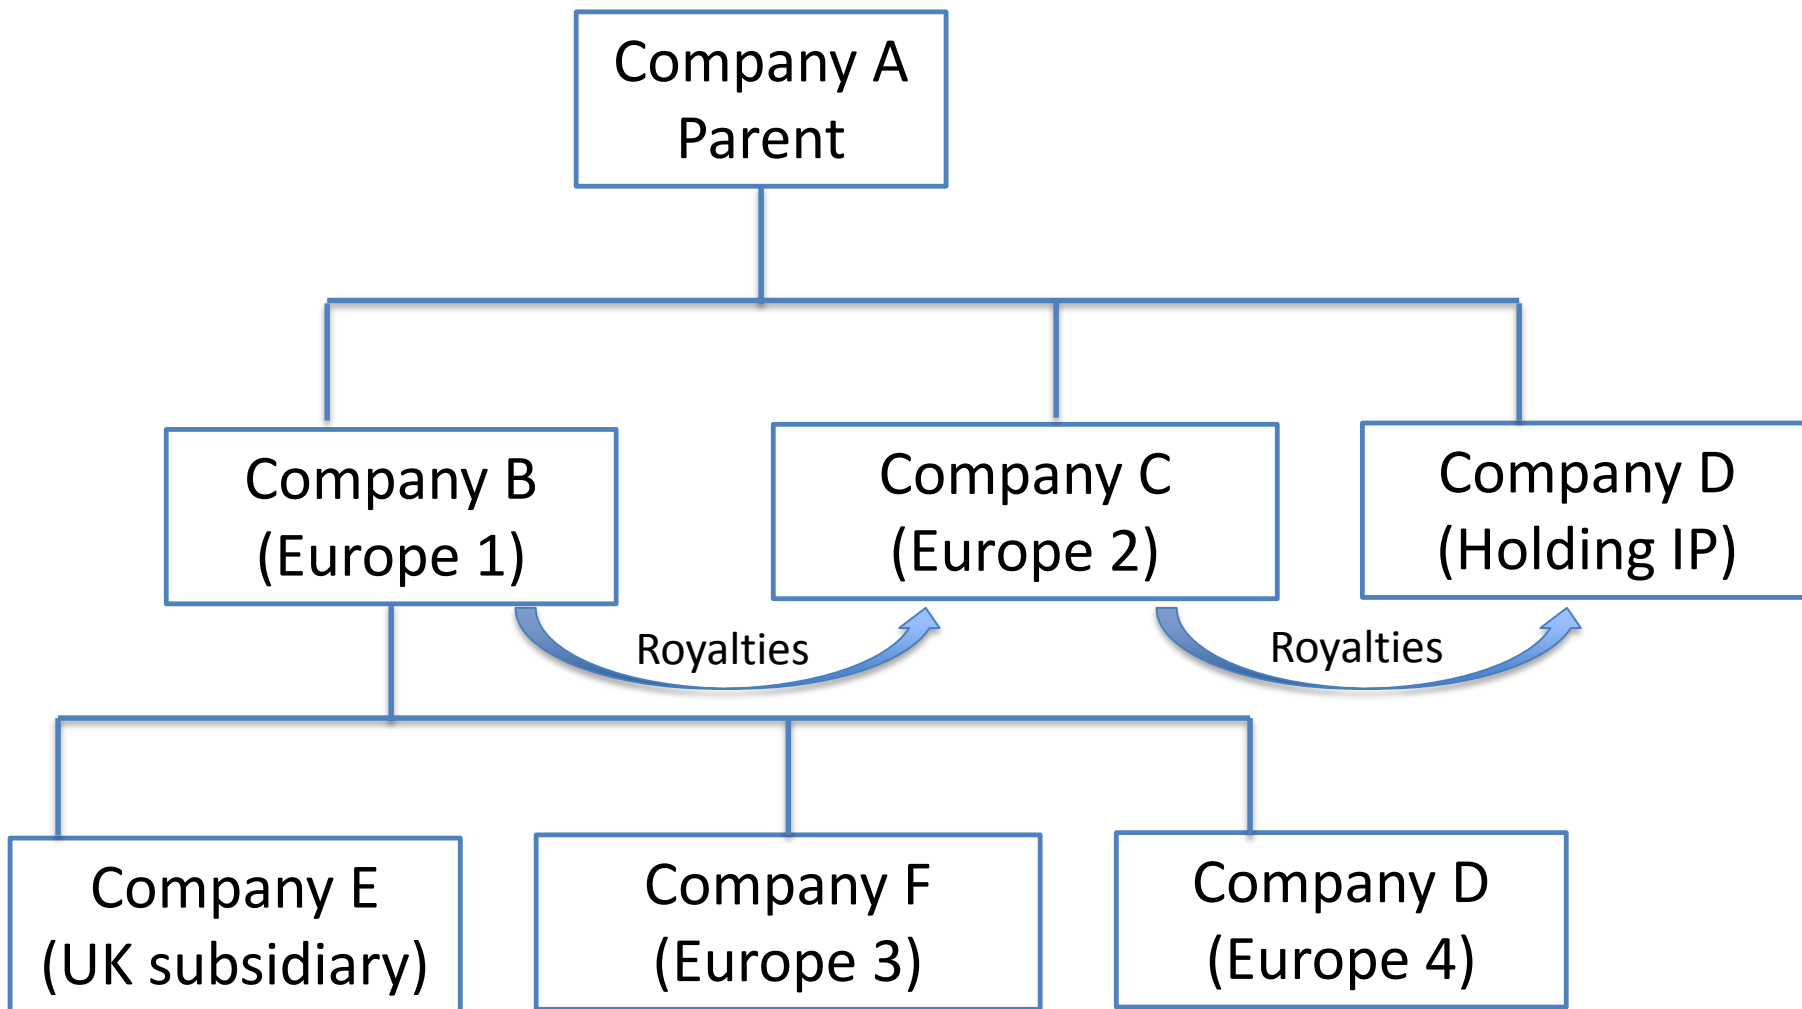 Company A
Parent
Company B
(Europe 1)
Company C
(Europe 2)
Company D
(Holding IP)
Royalties
Royalties
Company E
(UK subsidiary)
Company F
(Europe 3)
Company D
(Europe 4)